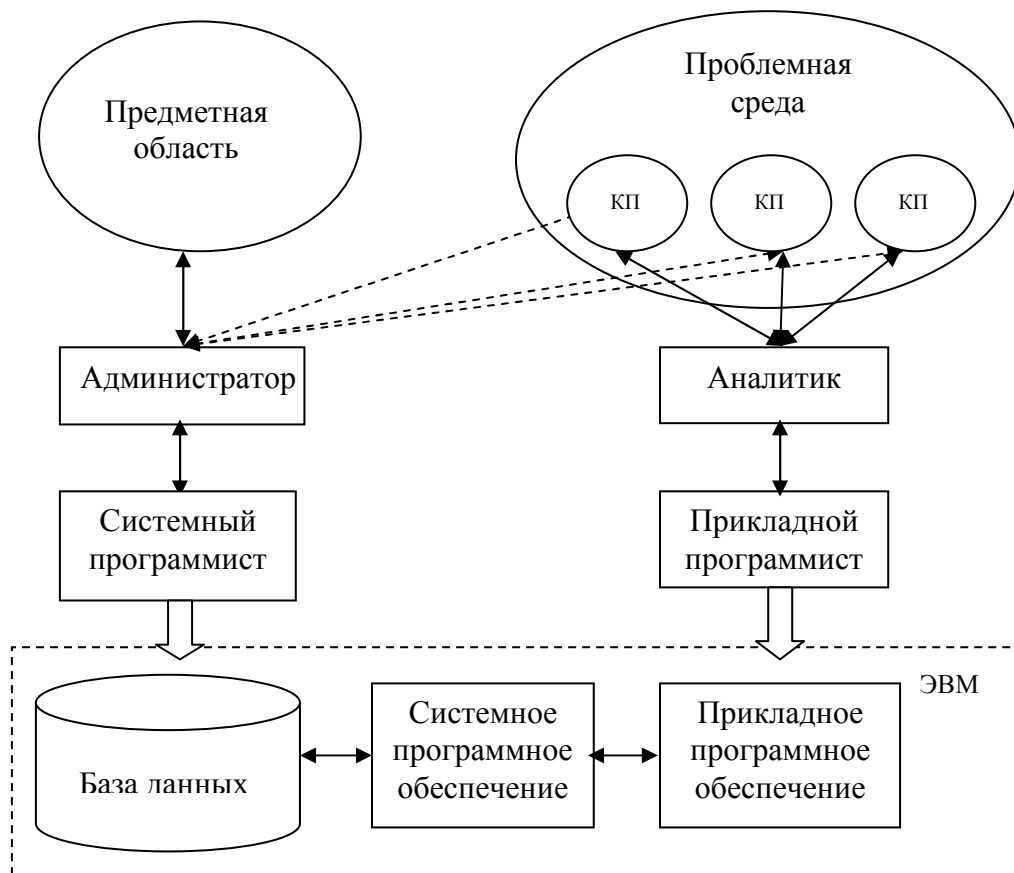 Предметная
область
Проблемная
среда
КП
КП
КП
Администратор
Аналитик
Системный
программист
Прикладной
программист
ЭВМ
База данных
Системное
программное
обеспечение
Прикладное
программное
обеспечение